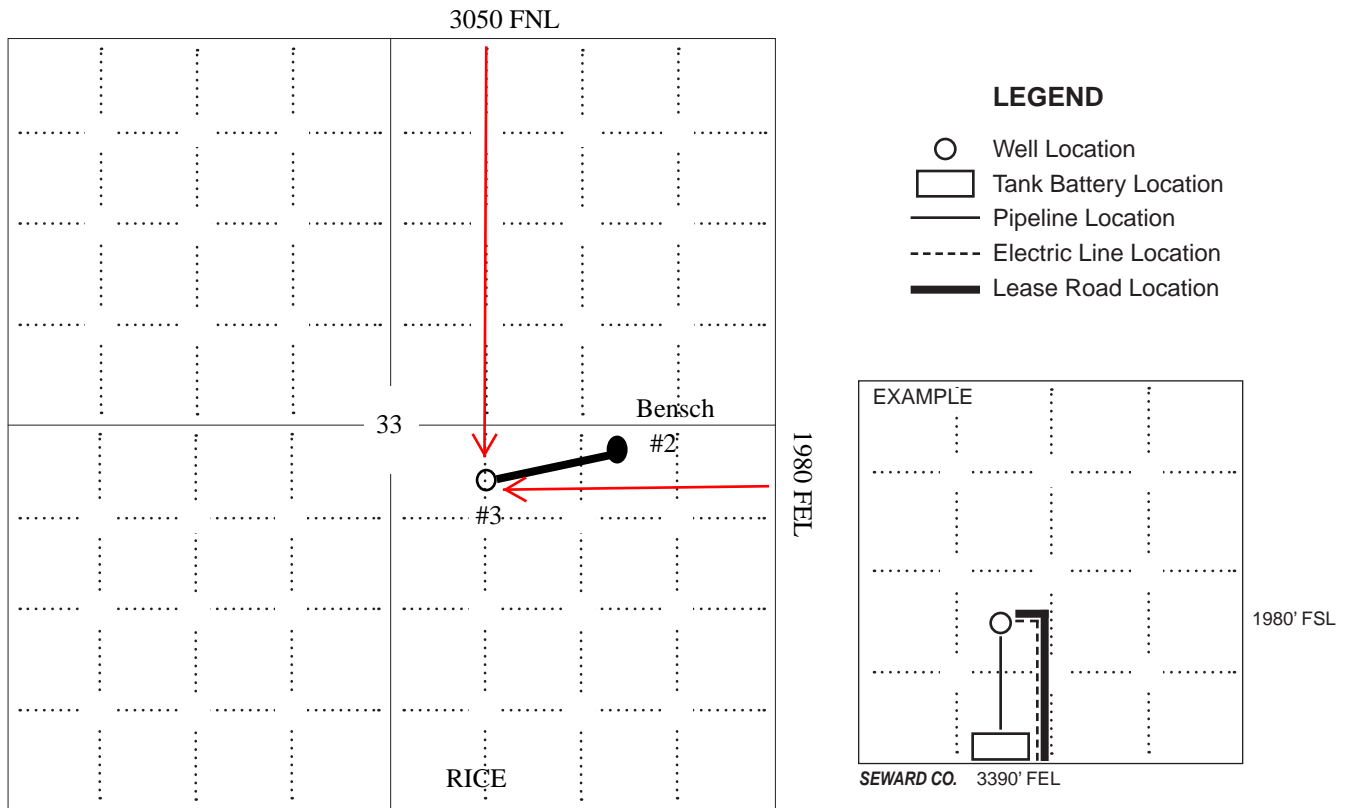 3050 FNL
33
Bensch
#2
#3
1980 FEL
RICE
LEGEND
Well Location
Tank Battery Location
Pipeline Location
Electric Line Location
Lease Road Location
EXAMPLE
1980' FSL
SEWARD CO. 3390' FEL